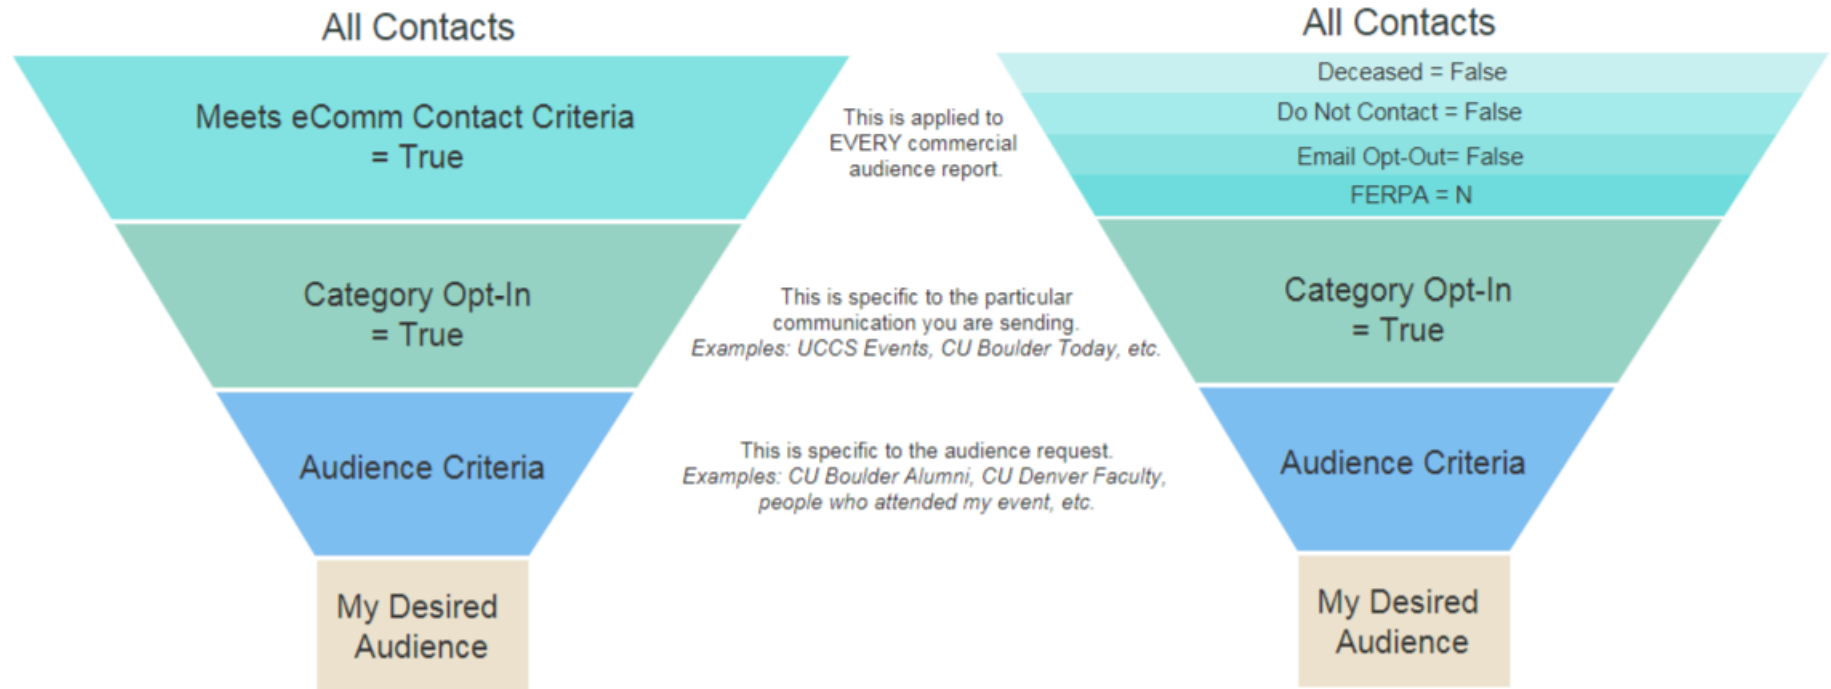 All Contacts
Meets eComm Contact Criteria
= True
Category Opt-In
= True
Audience Criteria
My Desired
Audience
This is applied to
EVERY commercial
audience report.
This is specific to the particular
communication you are sending.
Examples: UCCS Events, CU Boulder Today, etc.
This is specific to the audience request.
Examples: CU Boulder Alumni, CU Denver Faculty,
people who attended my event, etc.
All Contacts
Deceased = False
Do Not Contact = False
Email Opt-Out= False
FERPA = N
Category Opt-In
= True
Audience Criteria
My Desired
Audience